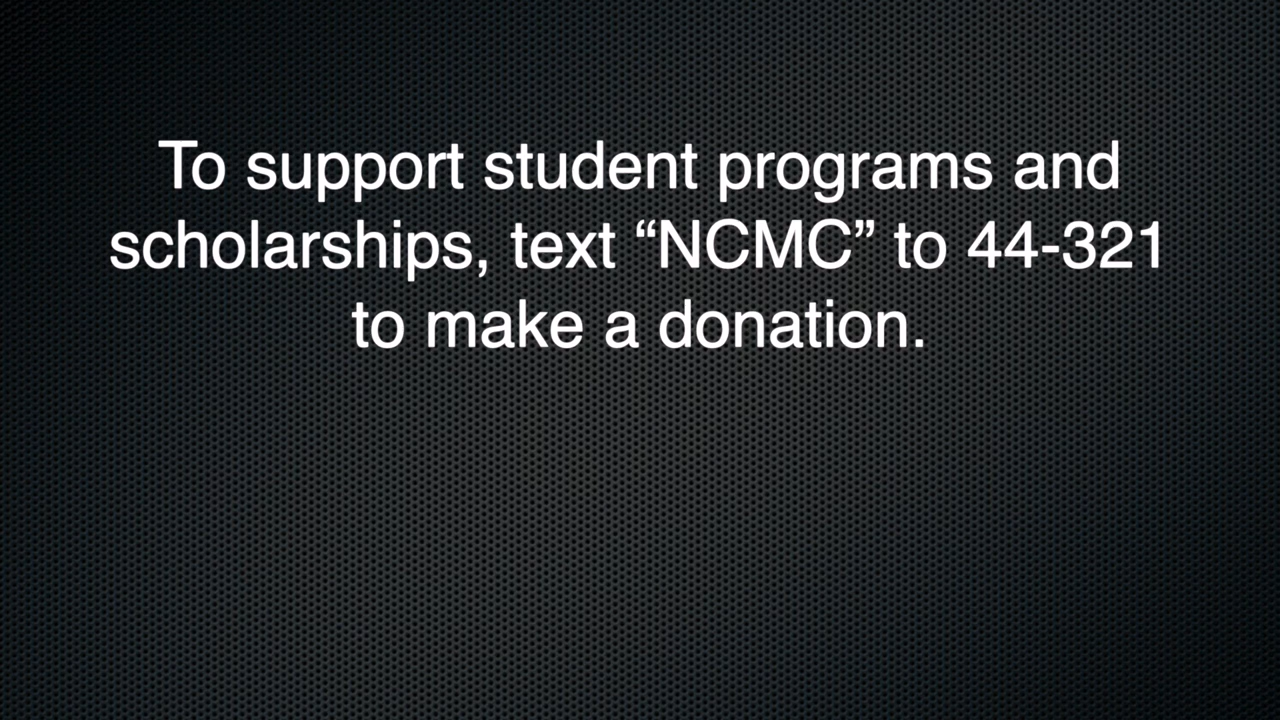 To support student programs and
scholarships, text “NCMC” to 44-321
to make a donation.